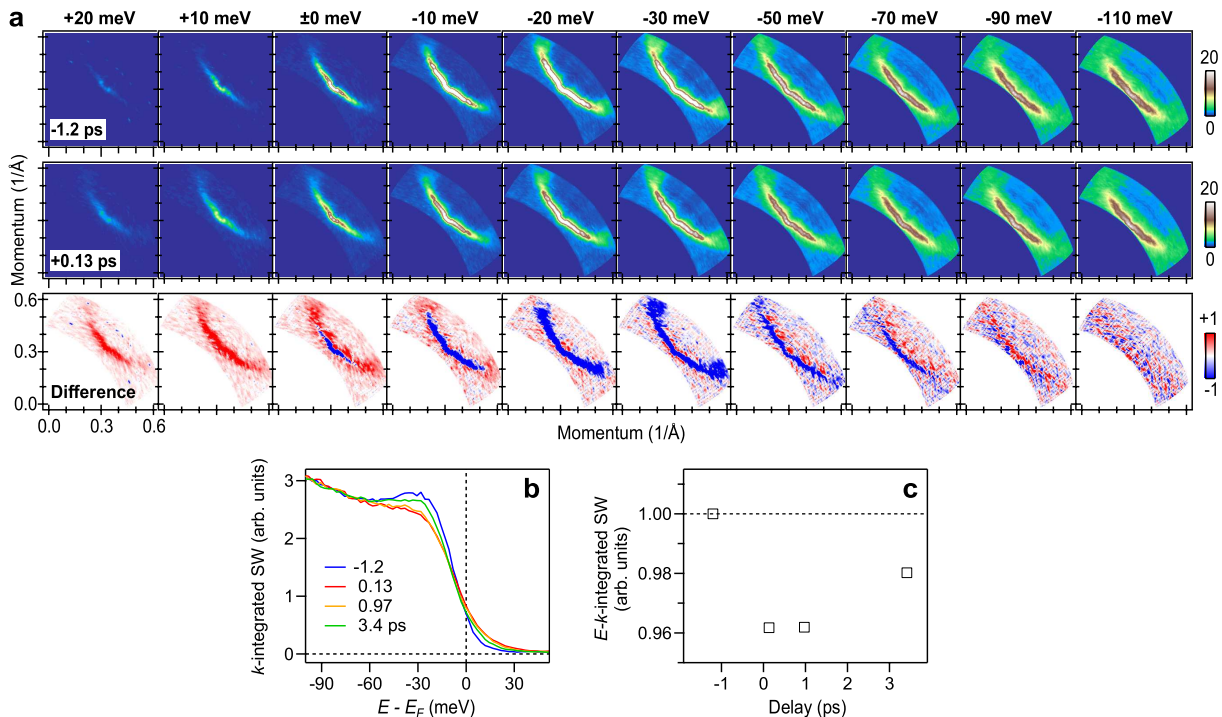 a
+20 meV +10 meV ±0 meV -10 meV -20 meV -30 meV -50 meV -70 meV -90 meV -110 meV
-1.2 ps
20
0
Momentum (1/Å)
+0.13 ps
20
0
0.6
0.3
0.0
Difference
+1
-1
0.0 0.3 0.6
Momentum (1/Å)
b
k-integrated SW (arb. units)
3
2
1
0
-1.2
0.13
0.97
3.4 ps
-90 -60 -30 0 30
E - EF (meV)
c
E-k-integrated SW
(arb. units)
1.00
0.98
0.96
-1 0 1 2 3
Delay (ps)